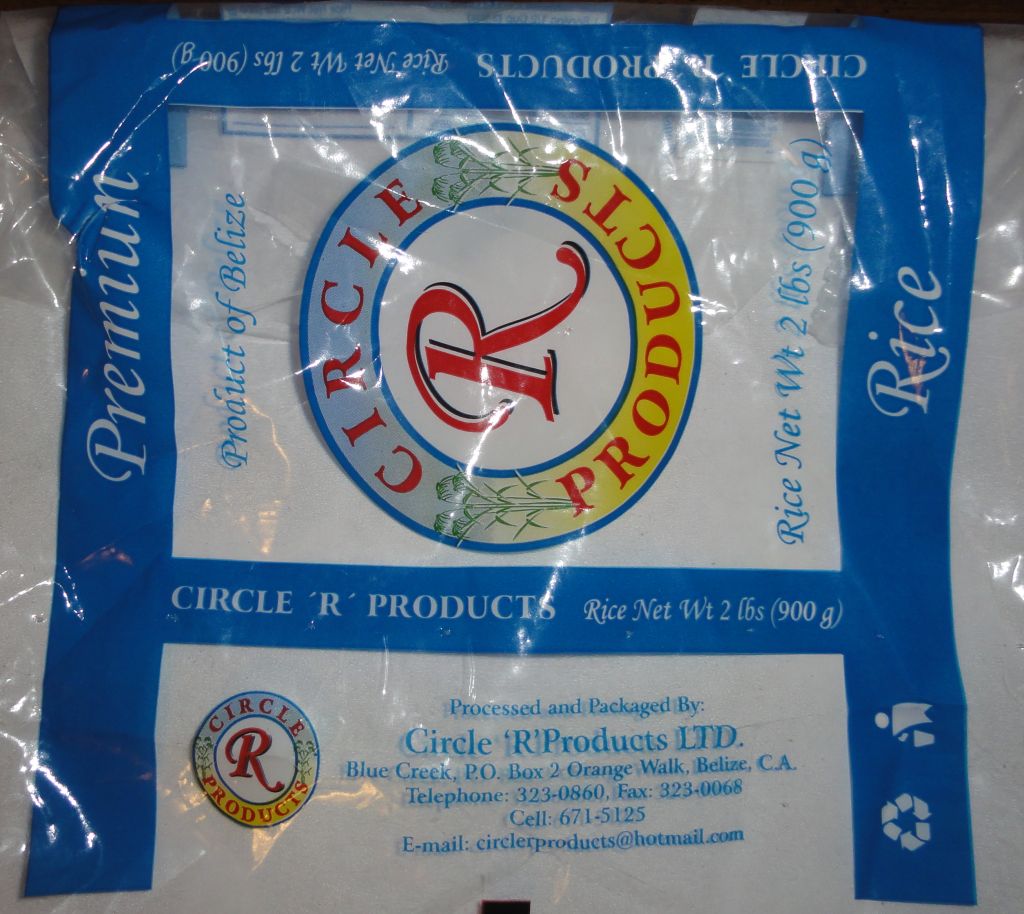 CIRCLE R PRODUCTS Rice Net Wt 2 lbs (900 g)
Premium
Product of Belize
CIRCLE
R
PRODUCTS
Rice Net Wt 2 lbs (900 g)
Rice
CIRCLE ´R´ PRODUCTS Rice Net Wt 2 lbs (900 g)
CIRCLE
R
PRODUCTS
Processed and Packaged By:
Circle 'R'Products LTD.
Blue Creek, P.O. Box 2 Orange Walk, Belize, C.A.
Telephone: 323-0860, Fax: 323-0068
Cell: 671-5125
E-mail: circlerproducts@hotmail.com